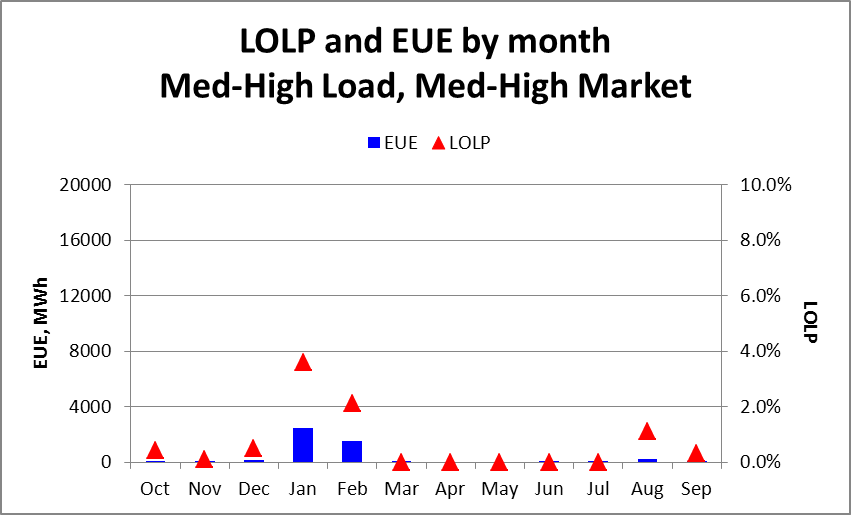 LOLP and EUE by month
Med-High Load, Med-High Market
EUE LOLP
20000 10.0%
16000 8.0%
12000 6.0%
8000 4.0%
4000 2.0%
0 0.0%
EUE, MWh
LOLP
Oct Nov Dec Jan Feb Mar Apr May Jun Jul Aug Sep